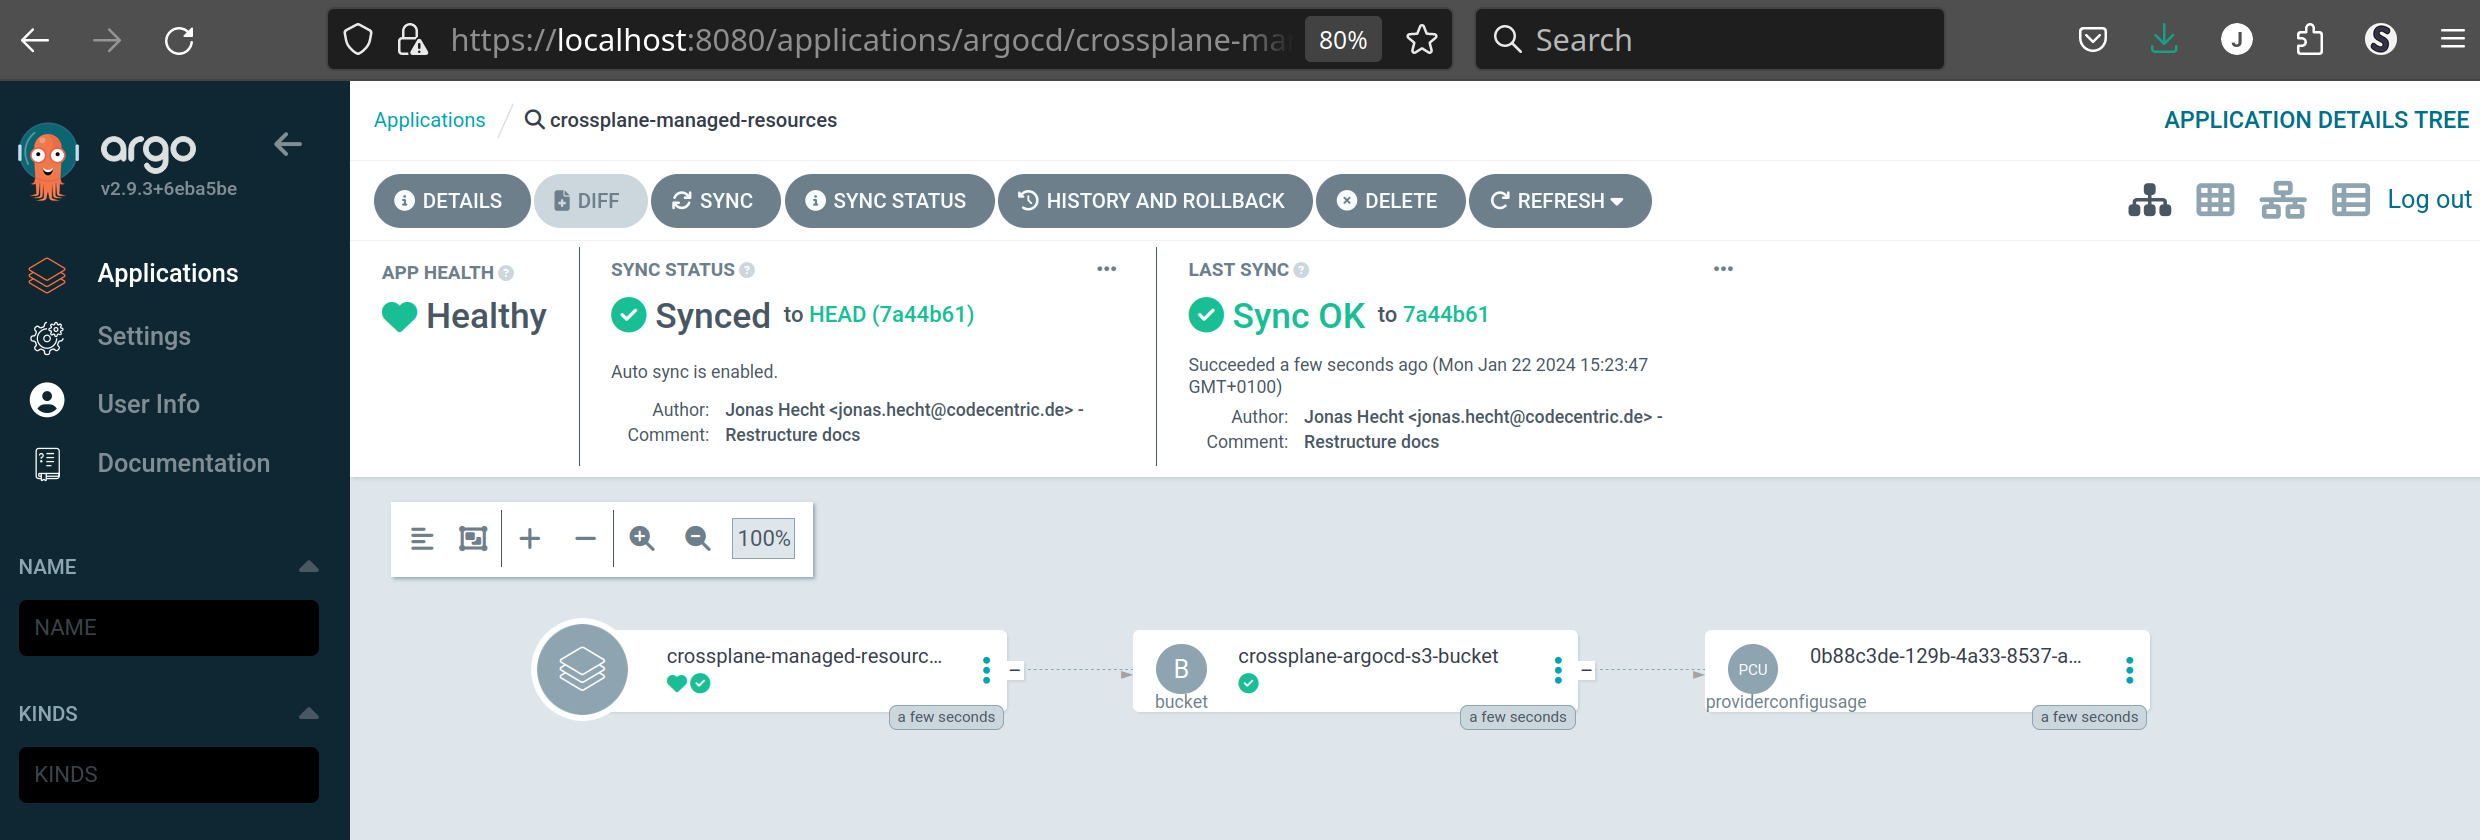 https://localhost:8080/applications/argocd/crossplane-ma
80%
Search
J
S
argo
v2.9.3+6eba5be
Applications
Settings
User Info
Documentation
NAME
NAME
KINDS
KINDS
Applications
crossplane-managed-resources
APPLICATION DETAILS TREE
DETAILS
DIFF
SYNC
SYNC STATUS
HISTORY AND ROLLBACK
DELETE
REFRESH
Log out
APP HEALTH ?
Healthy
SYNC STATUS ?
Synced to HEAD (7a44b61)
Auto sync is enabled.
Author: Jonas Hecht <jonas.hecht@codecentric.de> -
Comment: Restructure docs
LAST SYNC ?
Sync OK to 7a44b61
Succeeded a few seconds ago (Mon Jan 22 2024 15:23:47
GMT+0100)
Author: Jonas Hecht <jonas.hecht@codecentric.de> -
Comment: Restructure docs
100%
crossplane-managed-resourc...
a few seconds
B
bucket
crossplane-argocd-s3-bucket
a few seconds
PCU
providerconfigusage
0b88c3de-129b-4a33-8537-a...
a few seconds